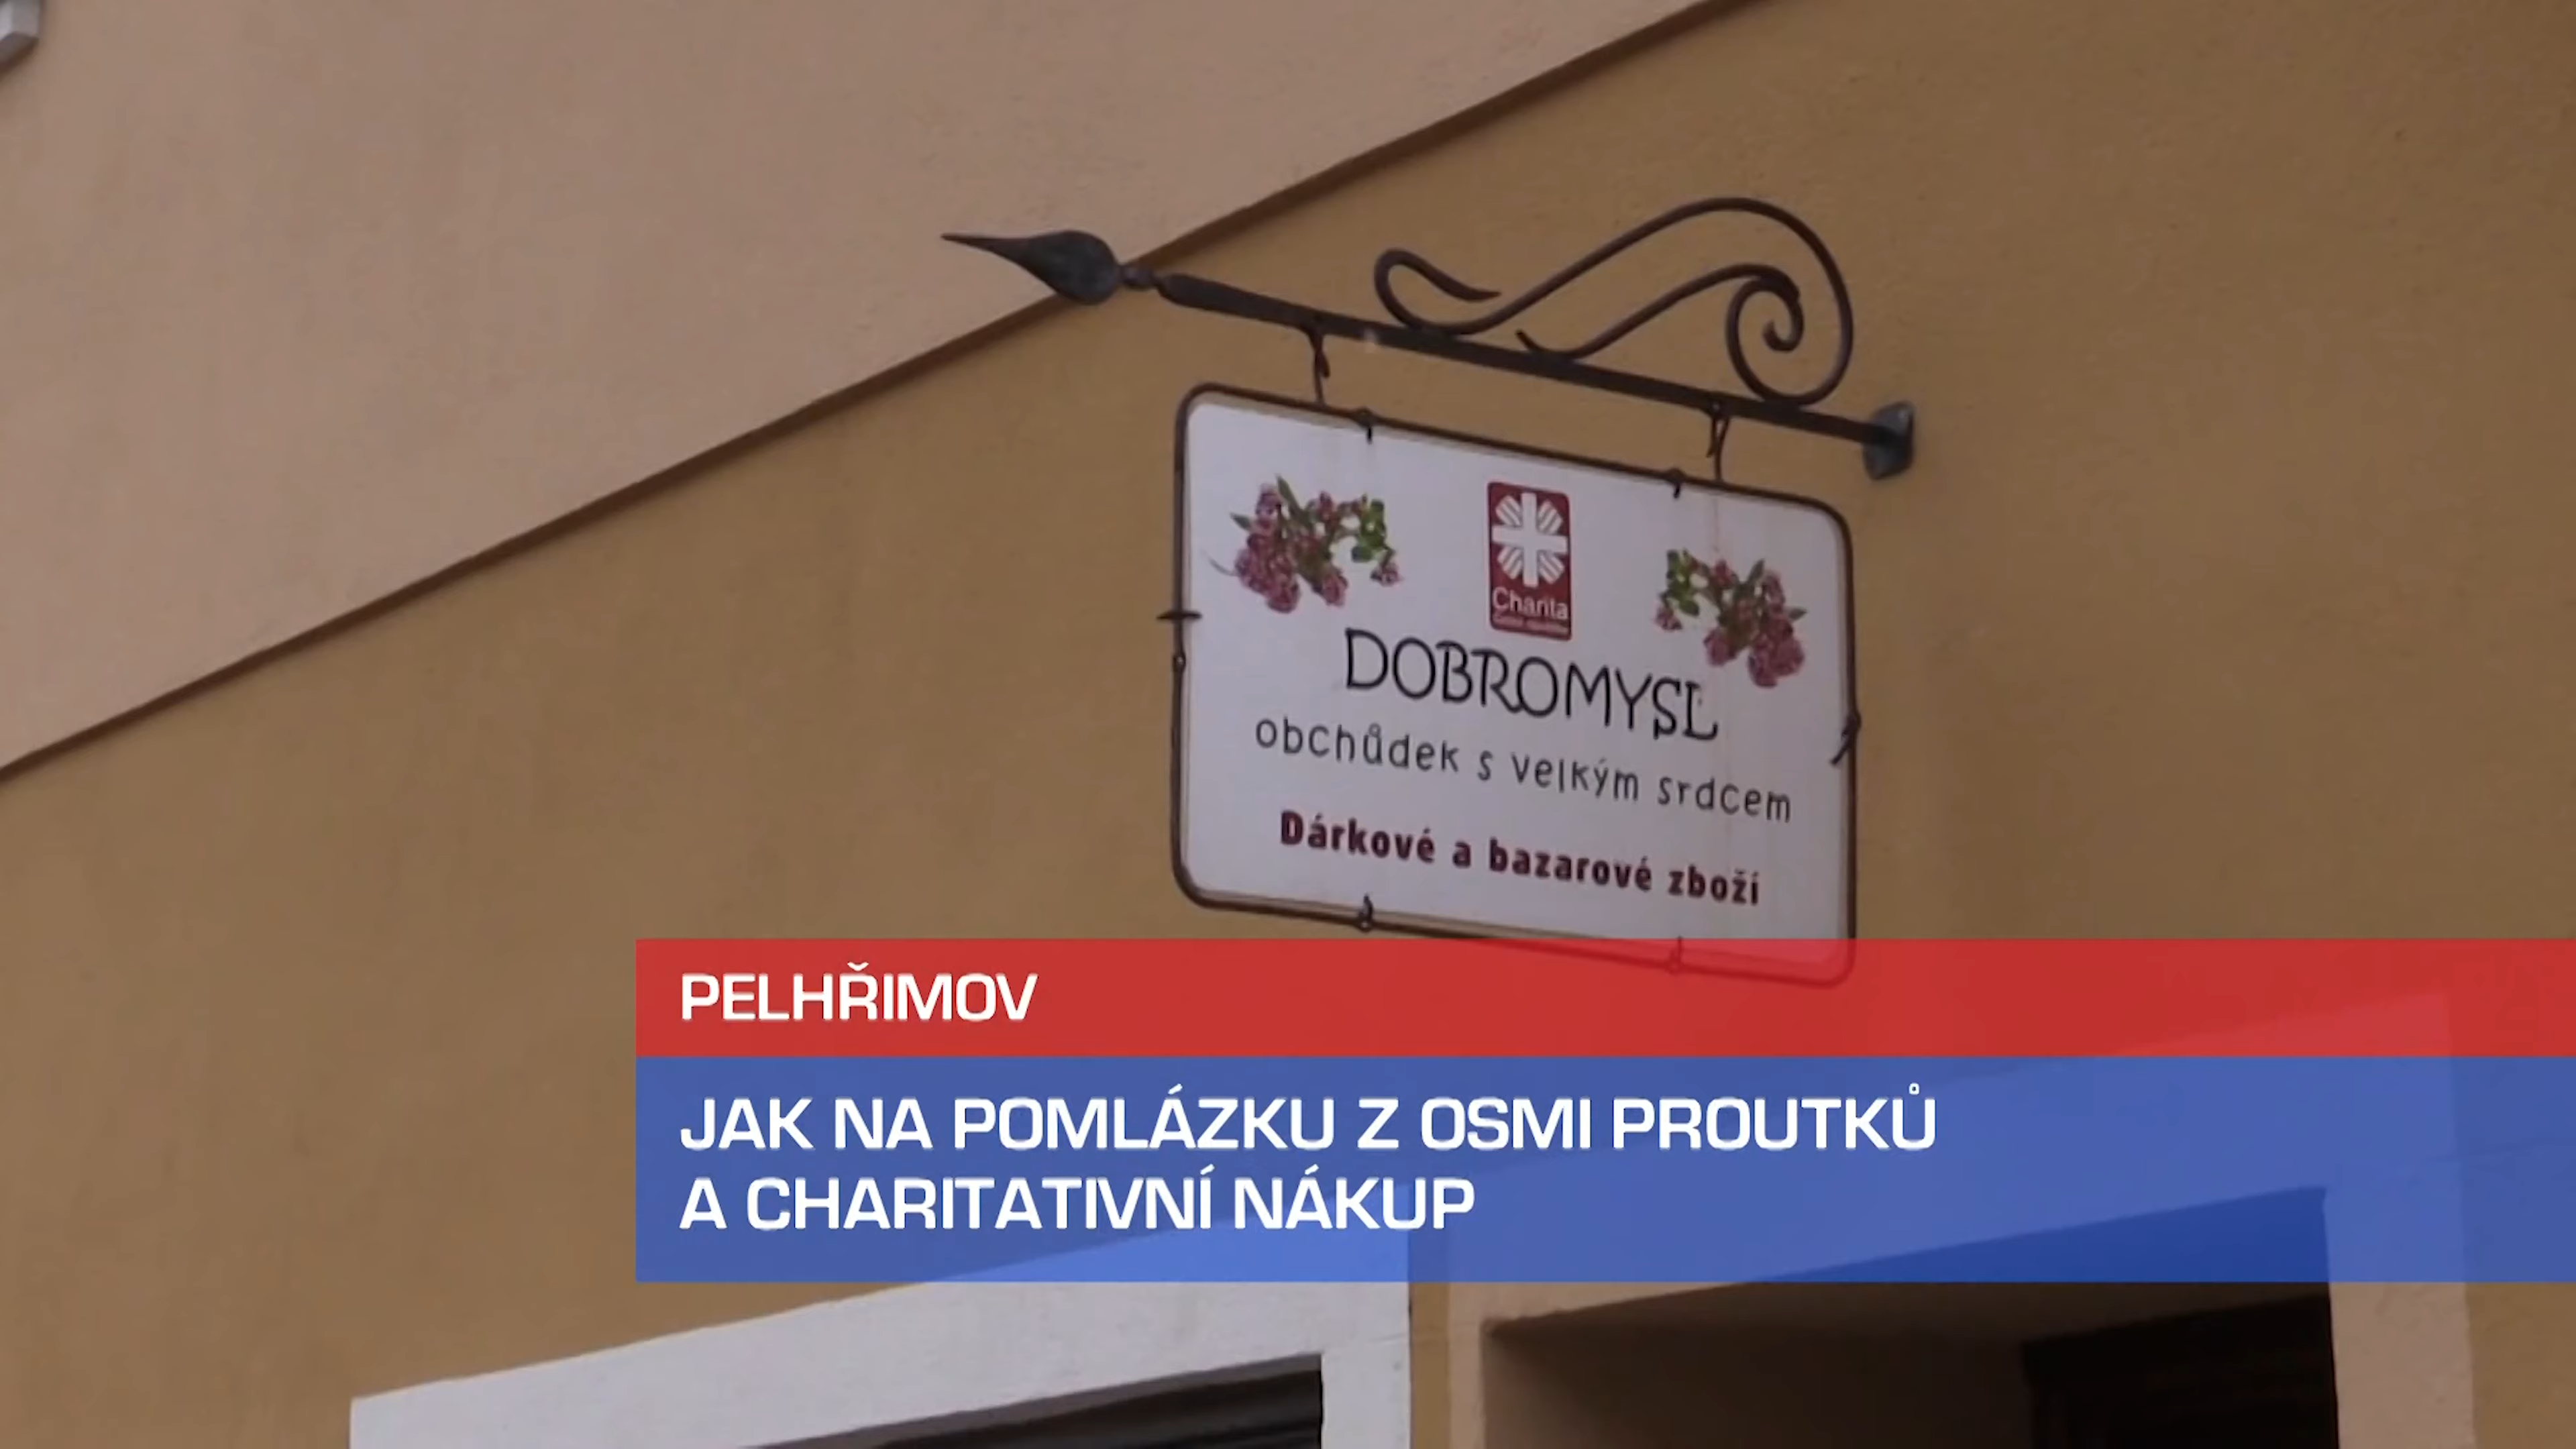 Charita
DOBROMYSL
obchůdek s velkým srdcem
Dárkové a bazarové zboží
PELHŘIMOV
JAK NA POMLÁZKU Z OSMI PROUTKŮ
A CHARITATIVNÍ NÁKUP